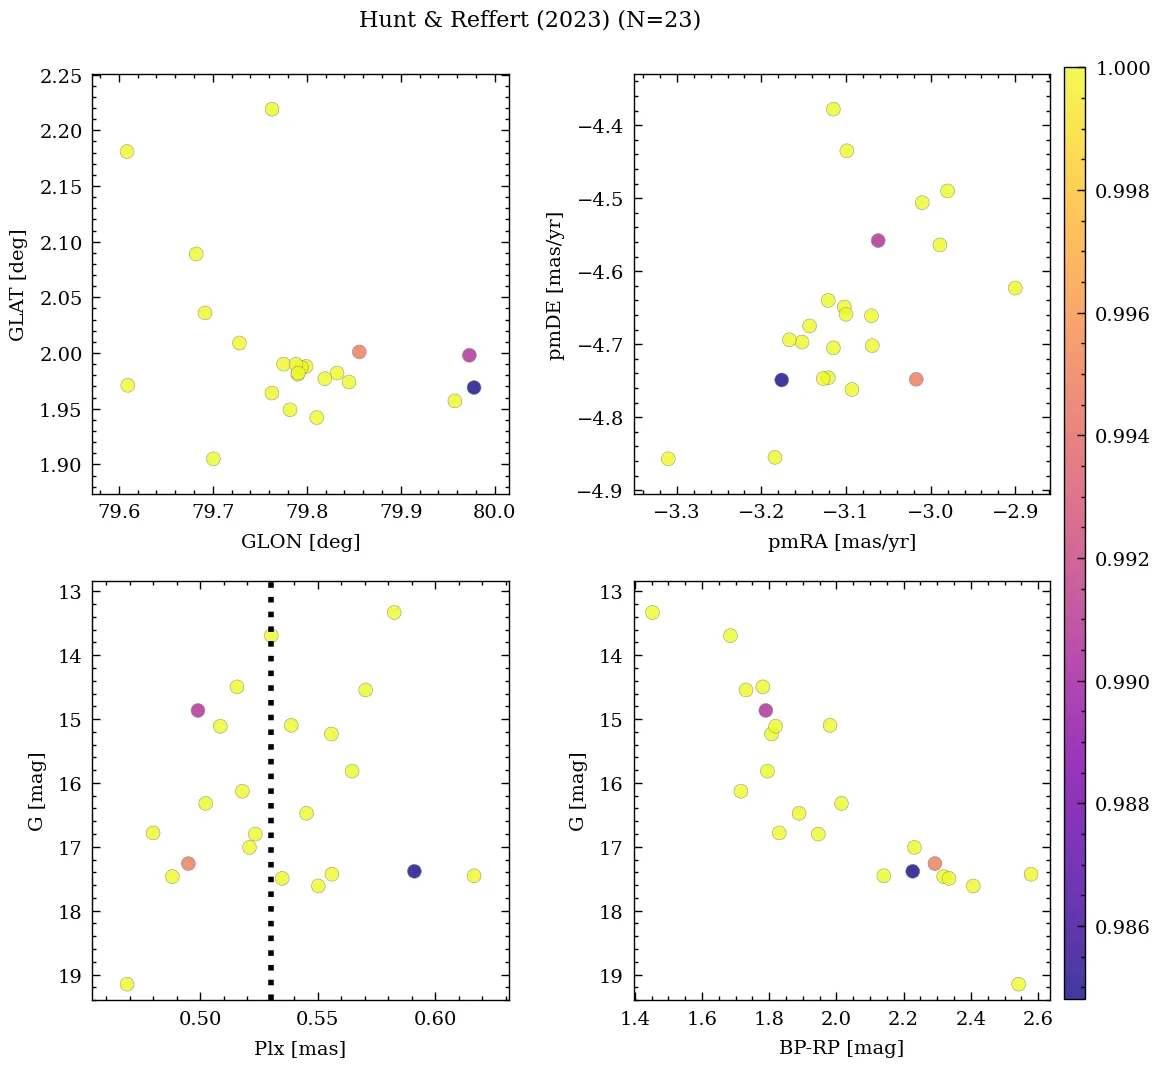 Hunt & Reffert (2023) (N=23)
2.25
2.20
2.15
2.10
2.05
2.00
1.95
1.90
GLAT [deg]
79.6 79.7 79.8 79.9 80.0
GLON [deg]
−4.4
−4.5
−4.6
−4.7
−4.8
−4.9
pmDE [mas/yr]
−3.3 −3.2 −3.1 −3.0 −2.9
pmRA [mas/yr]
13
14
15
16
17
18
19
G [mag]
0.50 0.55 0.60
Plx [mas]
13
14
15
16
17
18
19
G [mag]
1.4 1.6 1.8 2.0 2.2 2.4 2.6
BP-RP [mag]
1.000
0.998
0.996
0.994
0.992
0.990
0.988
0.986